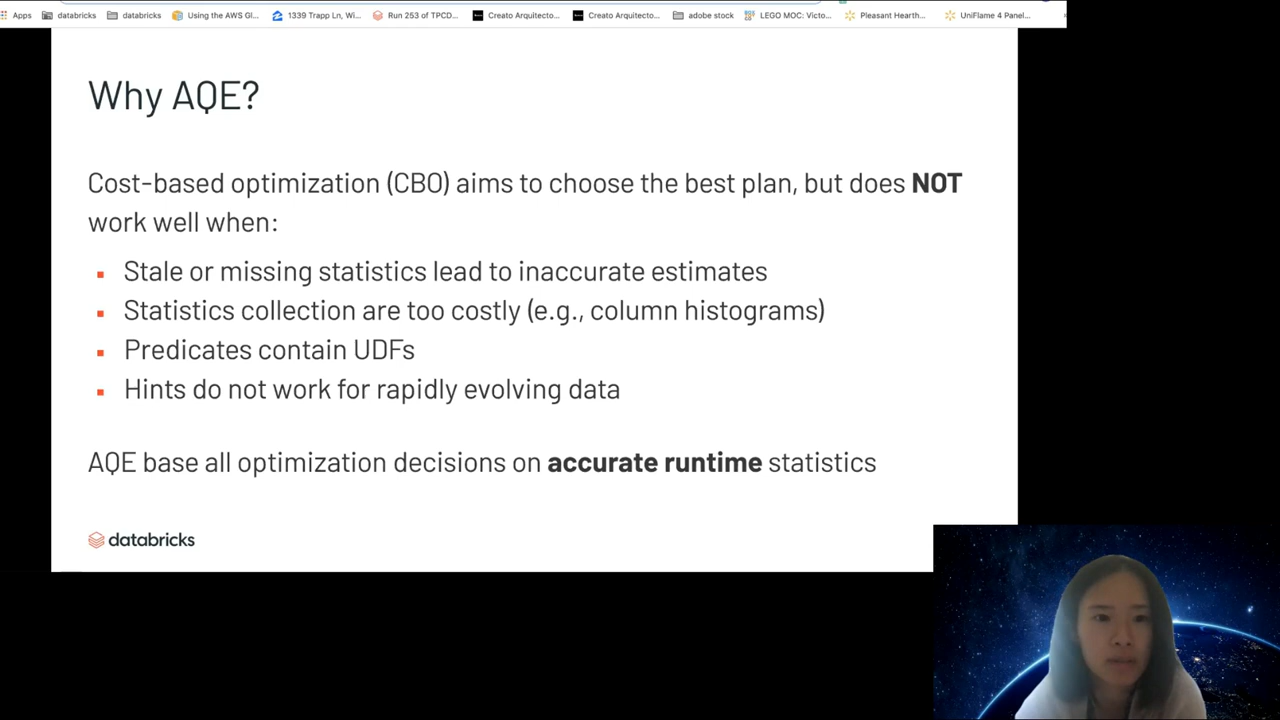 Apps databricks databricks Using the AWS Gl... 1339 Trapp Ln, Wi... Run 253 of TPCD... Creato Arquitecto... Creato Arquitecto... adobe stock LEGO MOC: Victo... Pleasant Hearth... UniFlame 4 Panel...
Why AQE?
Cost-based optimization (CBO) aims to choose the best plan, but does NOT
work well when:
▪ Stale or missing statistics lead to inaccurate estimates
▪ Statistics collection are too costly (e.g., column histograms)
▪ Predicates contain UDFs
▪ Hints do not work for rapidly evolving data
AQE base all optimization decisions on accurate runtime statistics
databricks